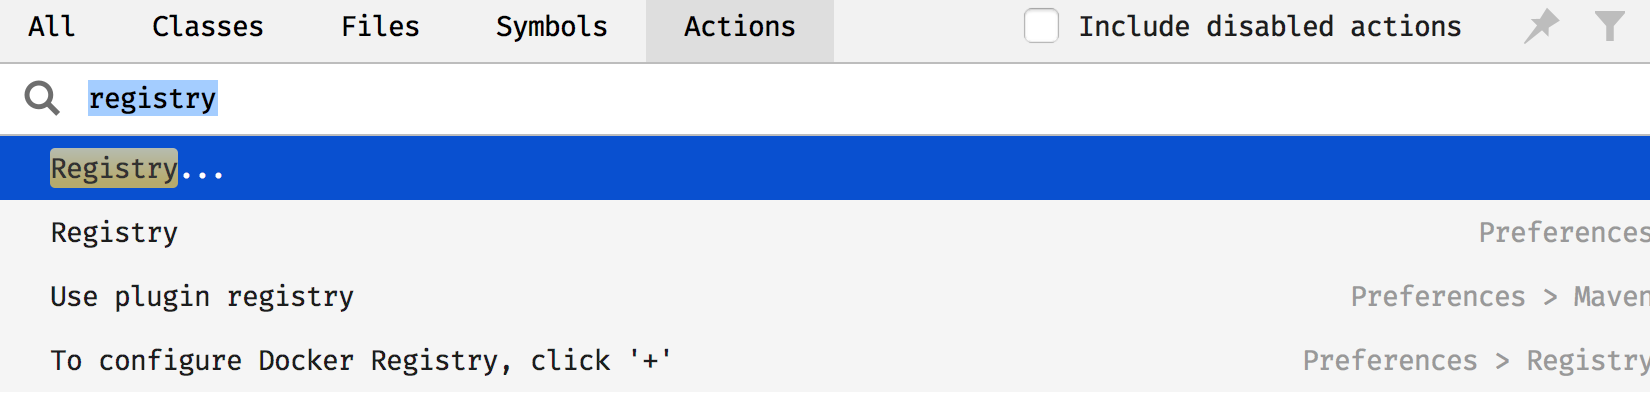 All Classes Files Symbols Actions Include disabled actions
registry
Registry...
Registry Preferences
Use plugin registry Preferences > Maven
To configure Docker Registry, click '+' Preferences > Registry